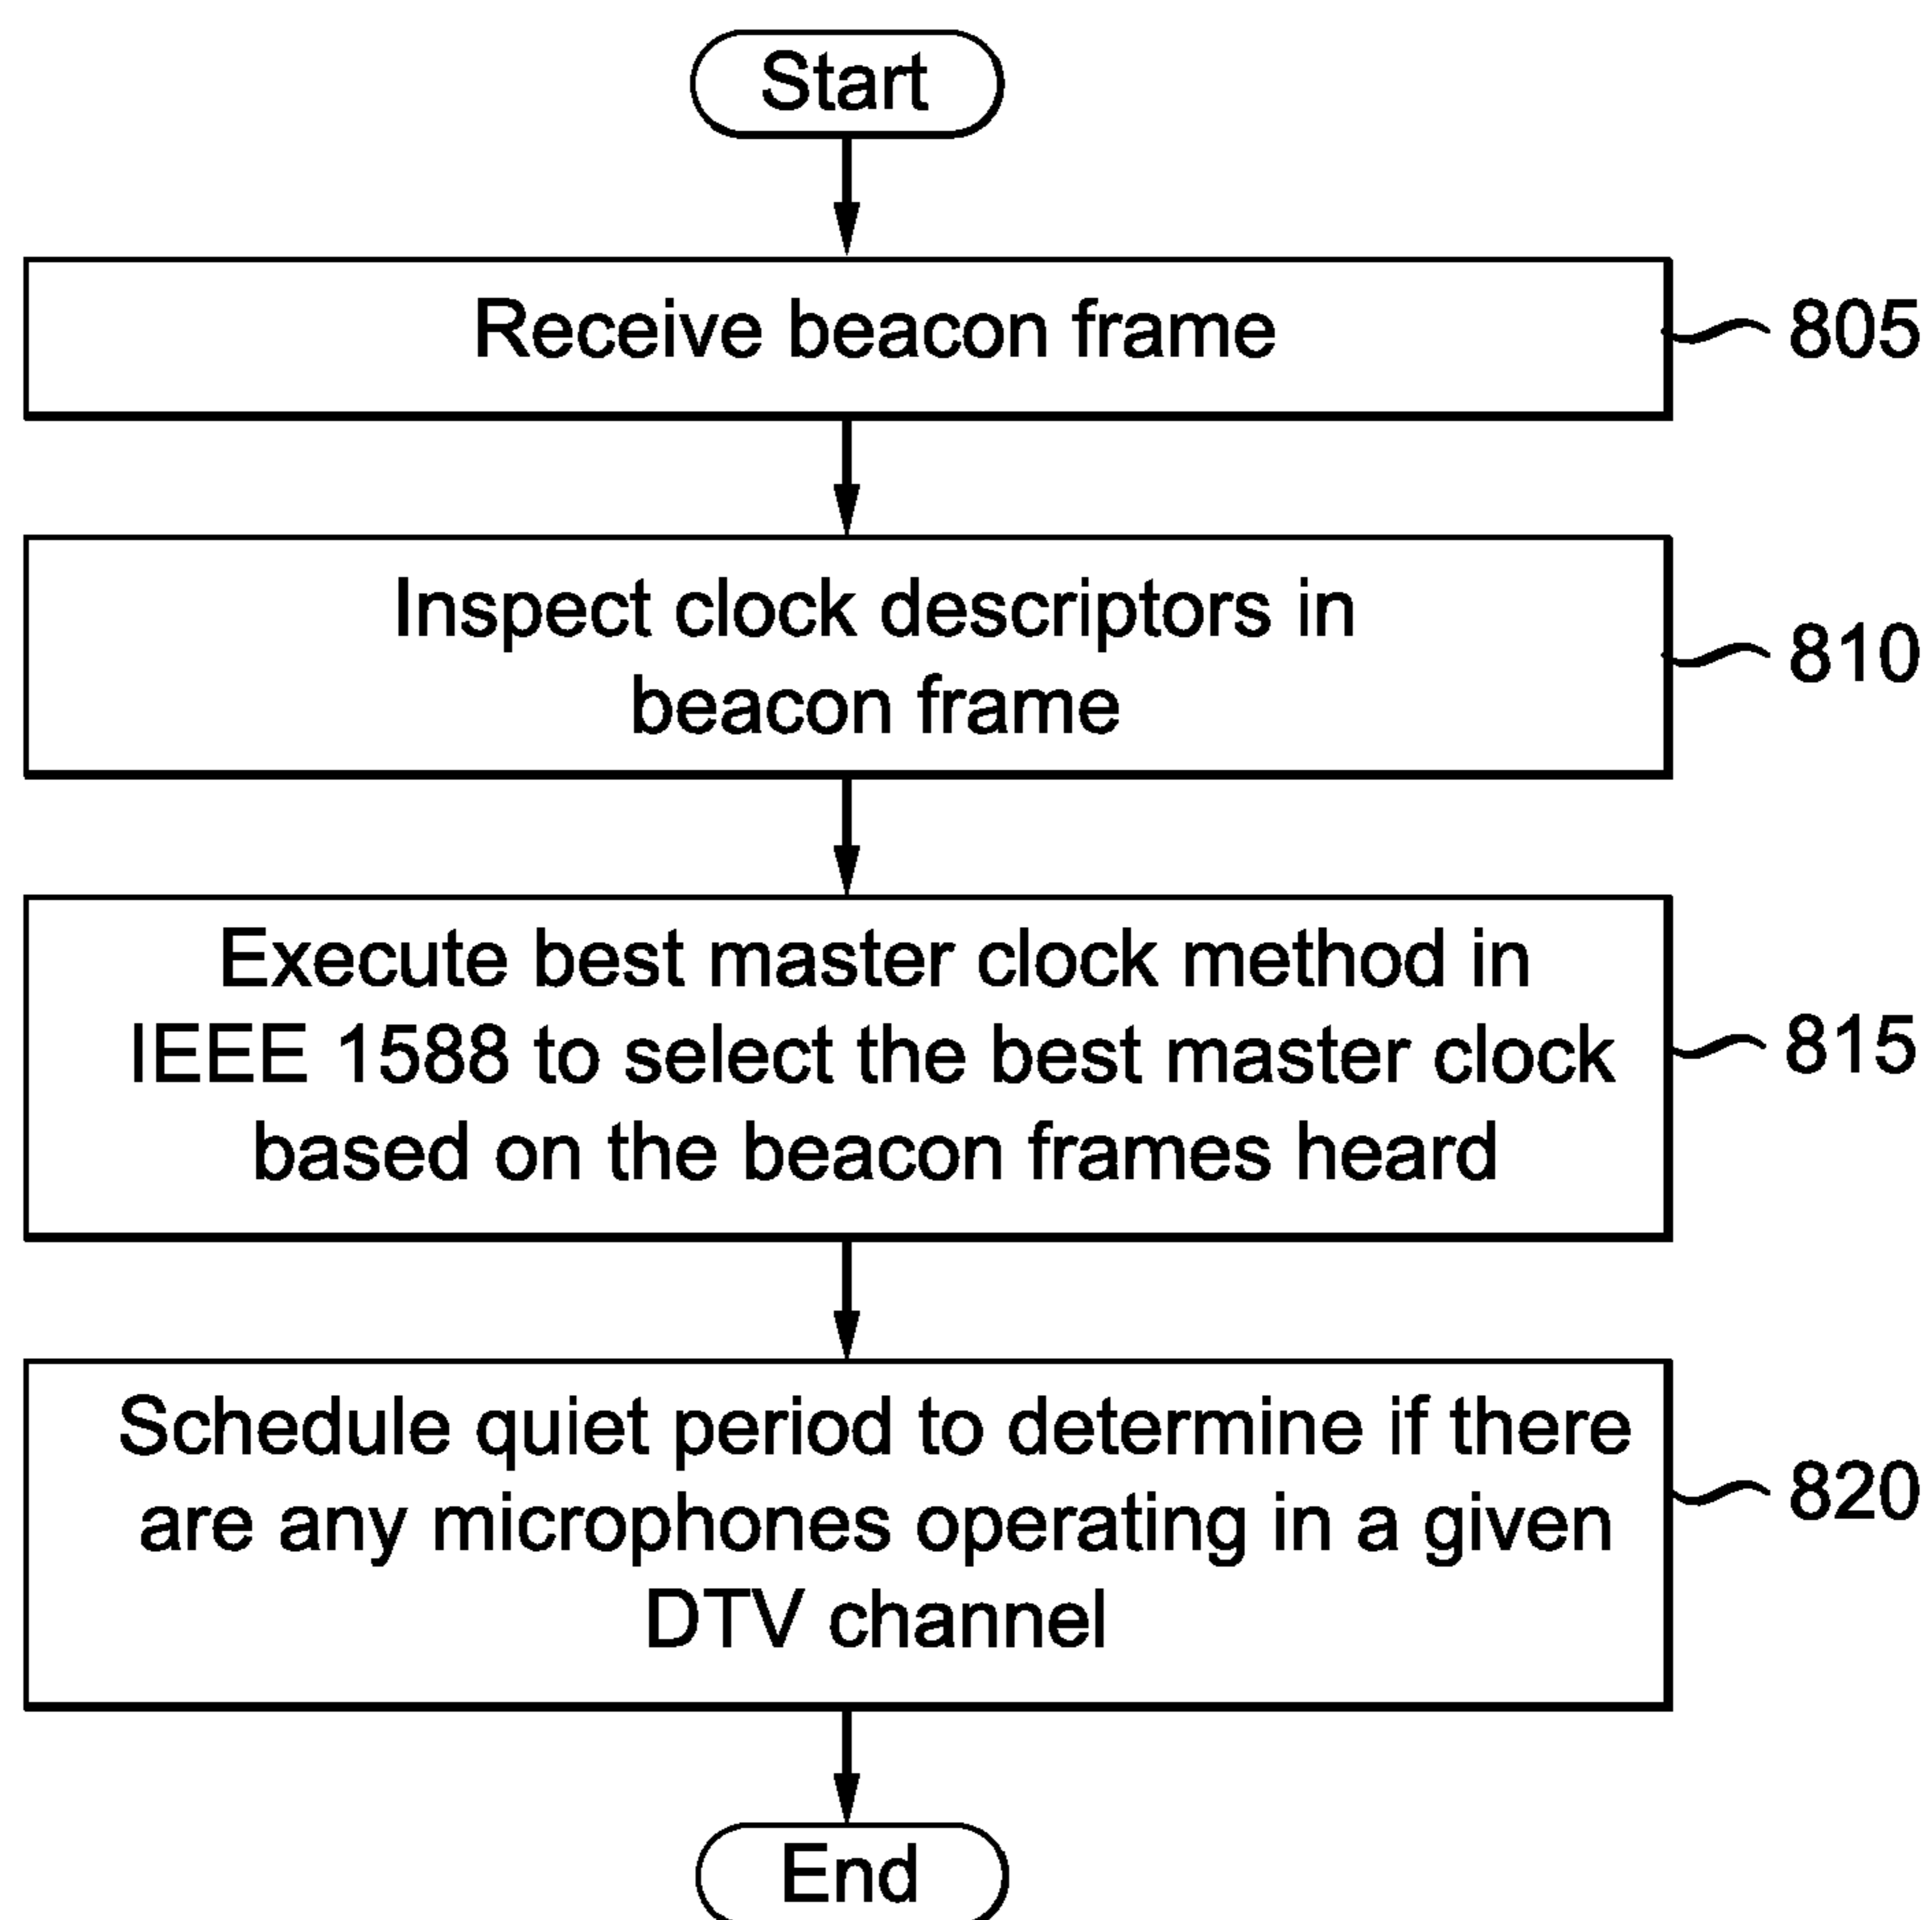 Start
Receive beacon frame
805
Inspect clock descriptors in
beacon frame
810
Execute best master clock method in
IEEE 1588 to select the best master clock
based on the beacon frames heard
815
Schedule quiet period to determine if there
are any microphones operating in a given
DTV channel
820
End